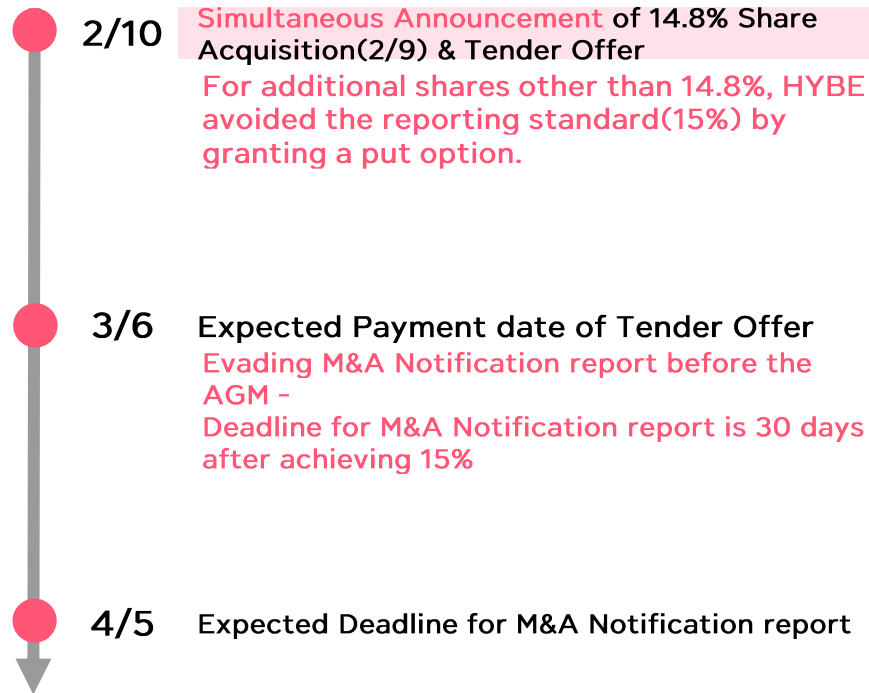 2/10
Simultaneous Announcement of 14.8% Share
Acquisition(2/9) & Tender Offer
For additional shares other than 14.8%, HYBE
avoided the reporting standard(15%) by
granting a put option.
3/6
Expected Payment date of Tender Offer
Evading M&A Notification report before the
AGM -
Deadline for M&A Notification report is 30 days
after achieving 15%
4/5
Expected Deadline for M&A Notification report